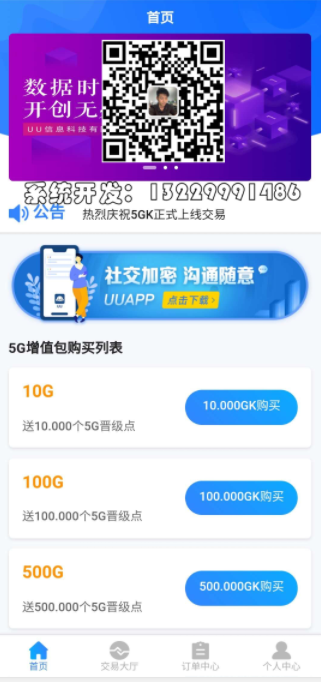 首页
数据时
开创无
UU信息科技有
系统开发：13229991486
公告
热烈庆祝5GK正式上线交易
社交加密 沟通随意
UUAPP 点击下载>
5G增值包购买列表
10G
10.000GK购买
送10.000个5G晋级点
100G
100.000GK购买
送100.000个5G晋级点
500G
500.000GK购买
送500.000个5G晋级点
首页 交易大厅 订单中心 个人中心